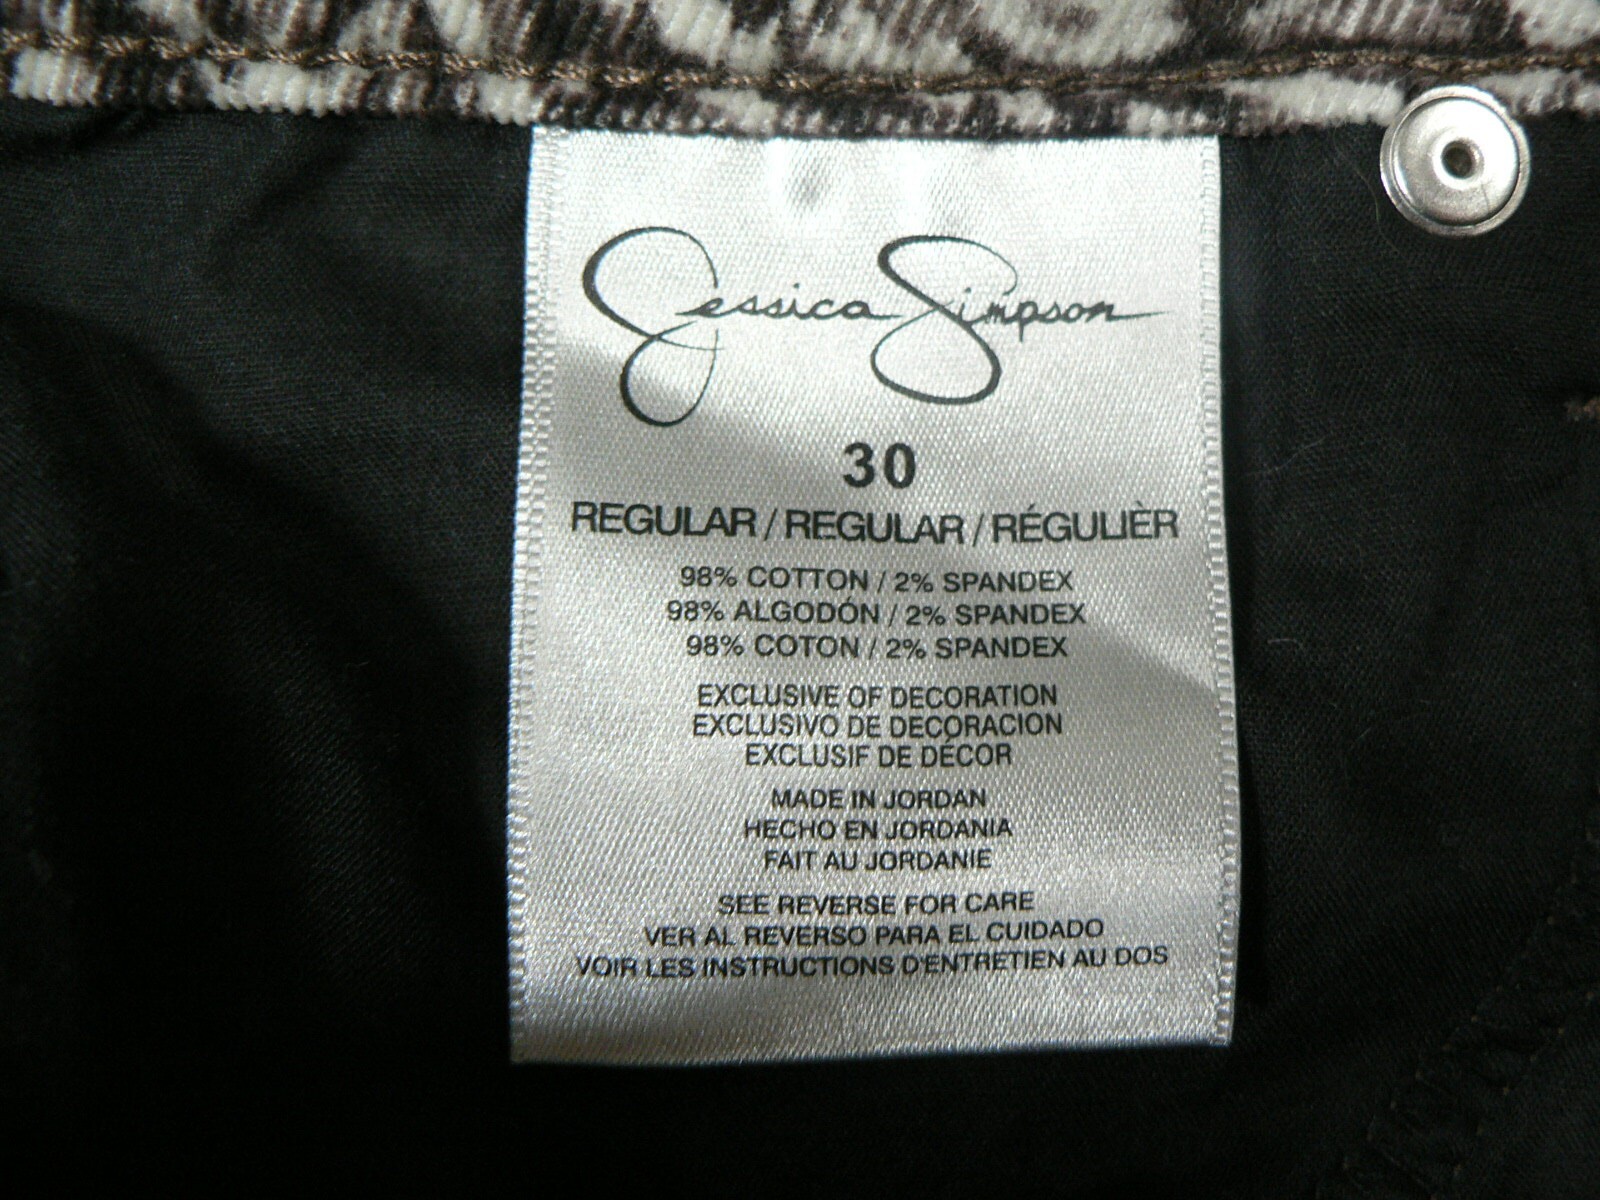 Jessica Simpson
30
REGULAR / REGULAR / RÉGULIÈR
98% COTTON / 2% SPANDEX
98% ALGODÓN / 2% SPANDEX
98% COTON / 2% SPANDEX
EXCLUSIVE OF DECORATION
EXCLUSIVO DE DECORACION
EXCLUSIF DE DÉCOR
MADE IN JORDAN
HECHO EN JORDANIA
FAIT AU JORDANIE
SEE REVERSE FOR CARE
VER AL REVERSO PARA EL CUIDADO
VOIR LES INSTRUCTIONS D'ENTRETIEN AU DOS